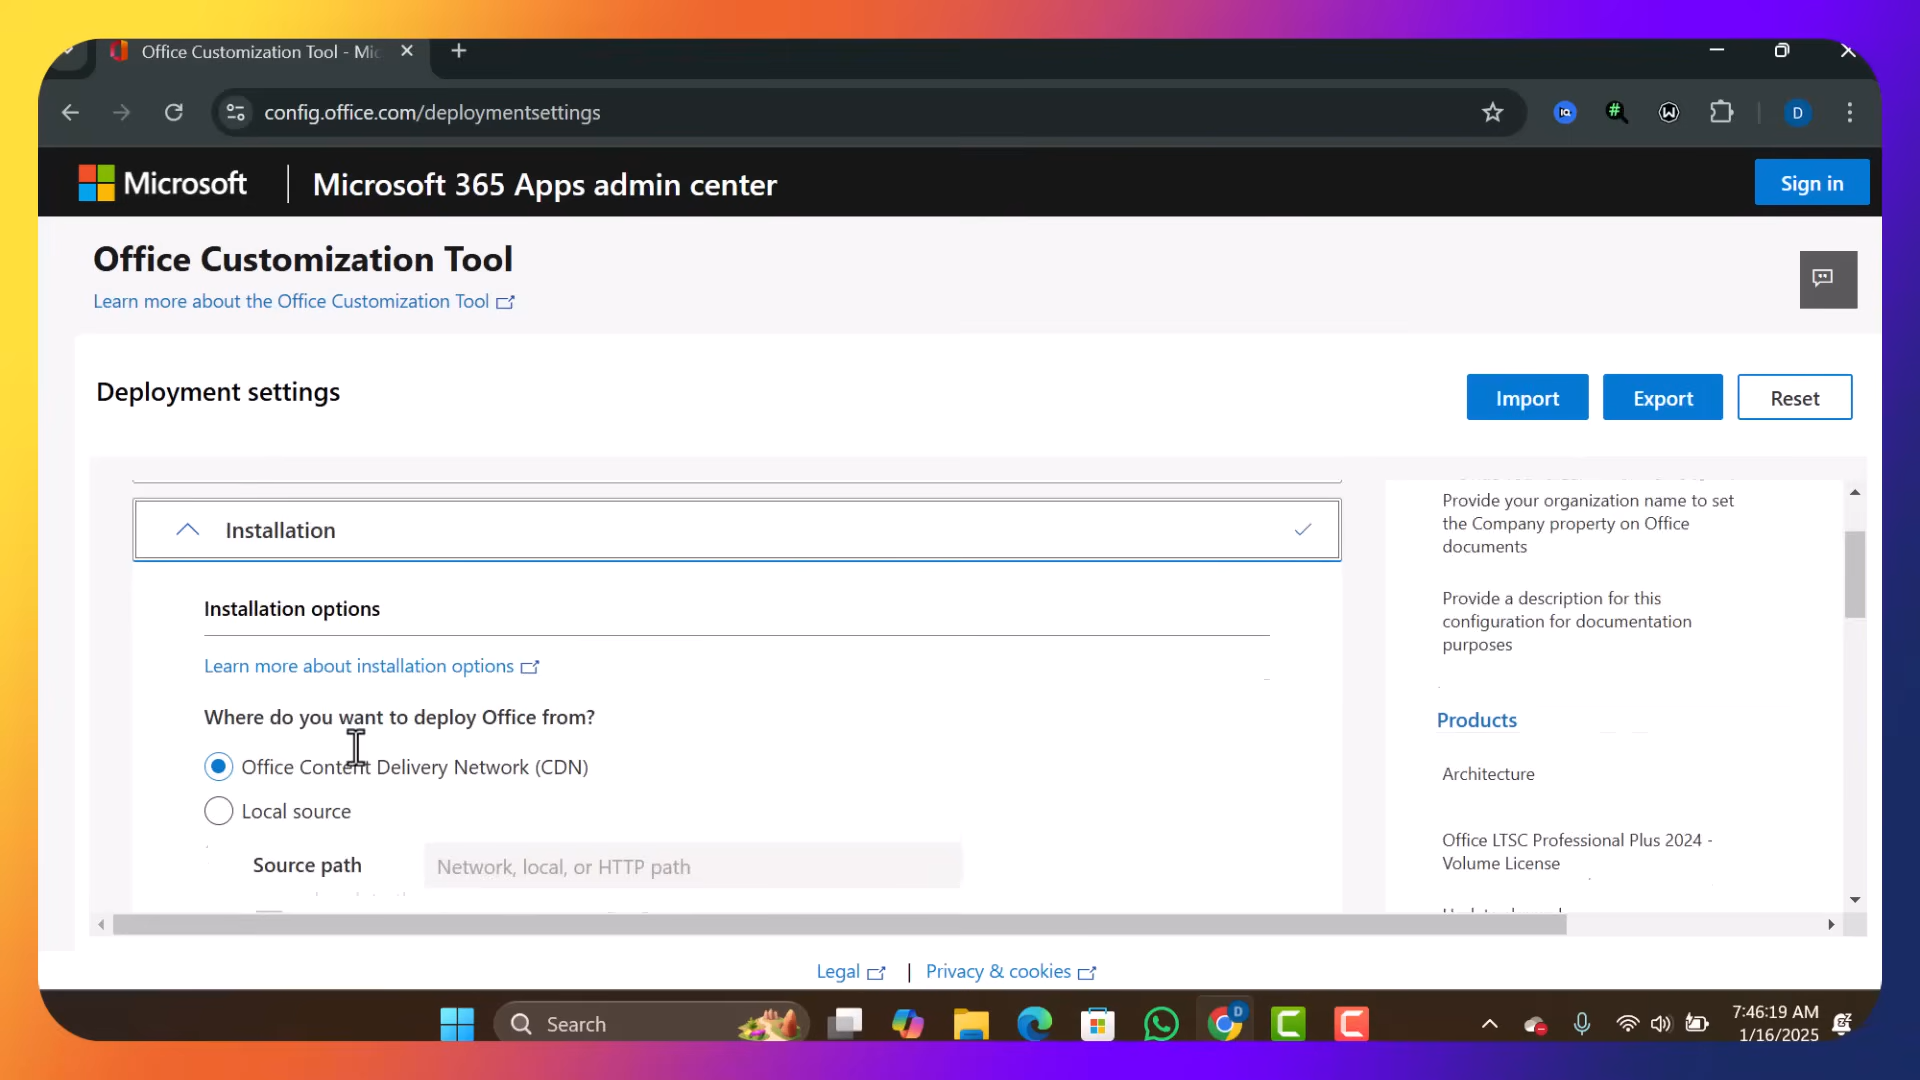 Office Customization Tool - Mic
config.office.com/deploymentsettings
D
Microsoft
Microsoft 365 Apps admin center
Sign in
Office Customization Tool
Learn more about the Office Customization Tool
Deployment settings
Import
Export
Reset
Installation
Installation options
Learn more about installation options
Where do you want to deploy Office from?
Office Content Delivery Network (CDN)
Local source
Source path
Network, local, or HTTP path
Provide your organization name to set
the Company property on Office
documents
Provide a description for this
configuration for documentation
purposes
Products
Architecture
Office LTSC Professional Plus 2024 -
Volume License
Legal
|
Privacy & cookies
Search
D
7:46:19 AM
1/16/2025